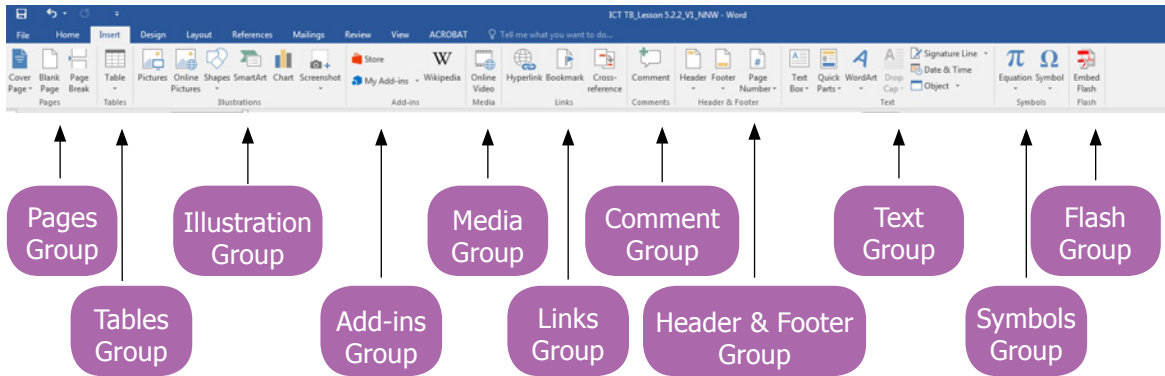 ICT TB_Lesson 5.2.2_V1_NNW - Word
File Home Insert Design Layout References Mailings Review View ACROBAT Tell me what you want to do...
Cover Page Blank Page Page Break Table Pictures Online Pictures Shapes SmartArt Chart Screenshot Store My Add-ins Wikipedia Online Video Hyperlink Bookmark Cross-reference Comment Header Footer Page Number Text Box Quick Parts WordArt Drop Cap Signature Line Date & Time Object Equation Symbol Embed Flash
Pages Tables Illustrations Add-ins Media Links Comments Header & Footer Text Symbols Flash
Pages
Group
Illustration
Group
Media
Group
Comment
Group
Text
Group
Flash
Group
Tables
Group
Add-ins
Group
Links
Group
Header & Footer
Group
Symbols
Group